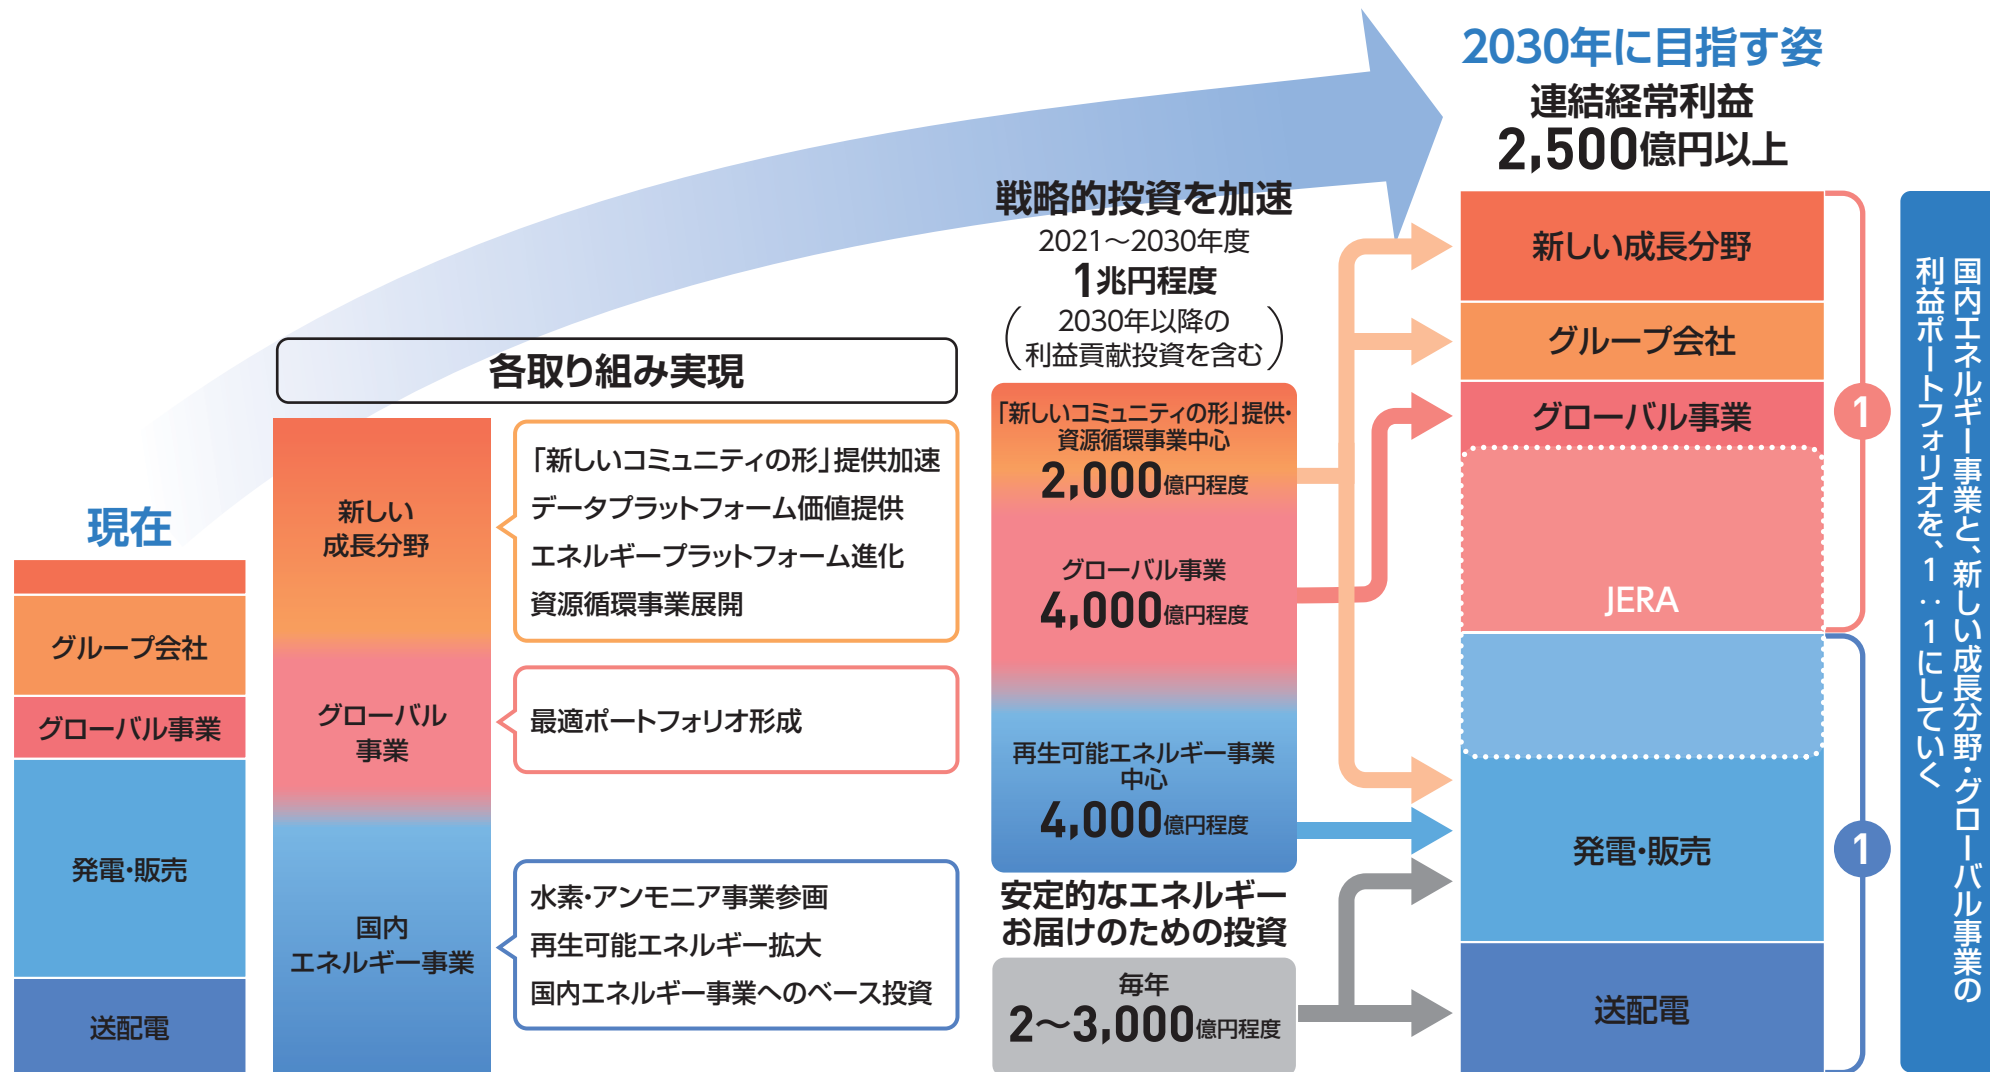 現在
グループ会社
グローバル事業
発電・販売
送配電
各取り組み実現
新しい
成長分野
「新しいコミュニティの形」提供加速
データプラットフォーム価値提供
エネルギープラットフォーム進化
資源循環事業展開
グローバル
事業
最適ポートフォリオ形成
国内
エネルギー事業
水素・アンモニア事業参画
再生可能エネルギー拡大
国内エネルギー事業へのベース投資
戦略的投資を加速
2021～2030年度
1兆円程度
(2030年以降の
利益貢献投資を含む)
「新しいコミュニティの形」提供・
資源循環事業中心
2,000億円程度
グローバル事業
4,000億円程度
再生可能エネルギー事業
中心
4,000億円程度
安定的なエネルギー
お届けのための投資
毎年
2～3,000億円程度
2030年に目指す姿
連結経常利益
2,500億円以上
新しい成長分野
グループ会社
グローバル事業
JERA
発電・販売
送配電
1
1
国内エネルギー事業と、新しい成長分野・グローバル事業の
利益ポートフォリオを、1：1にしていく